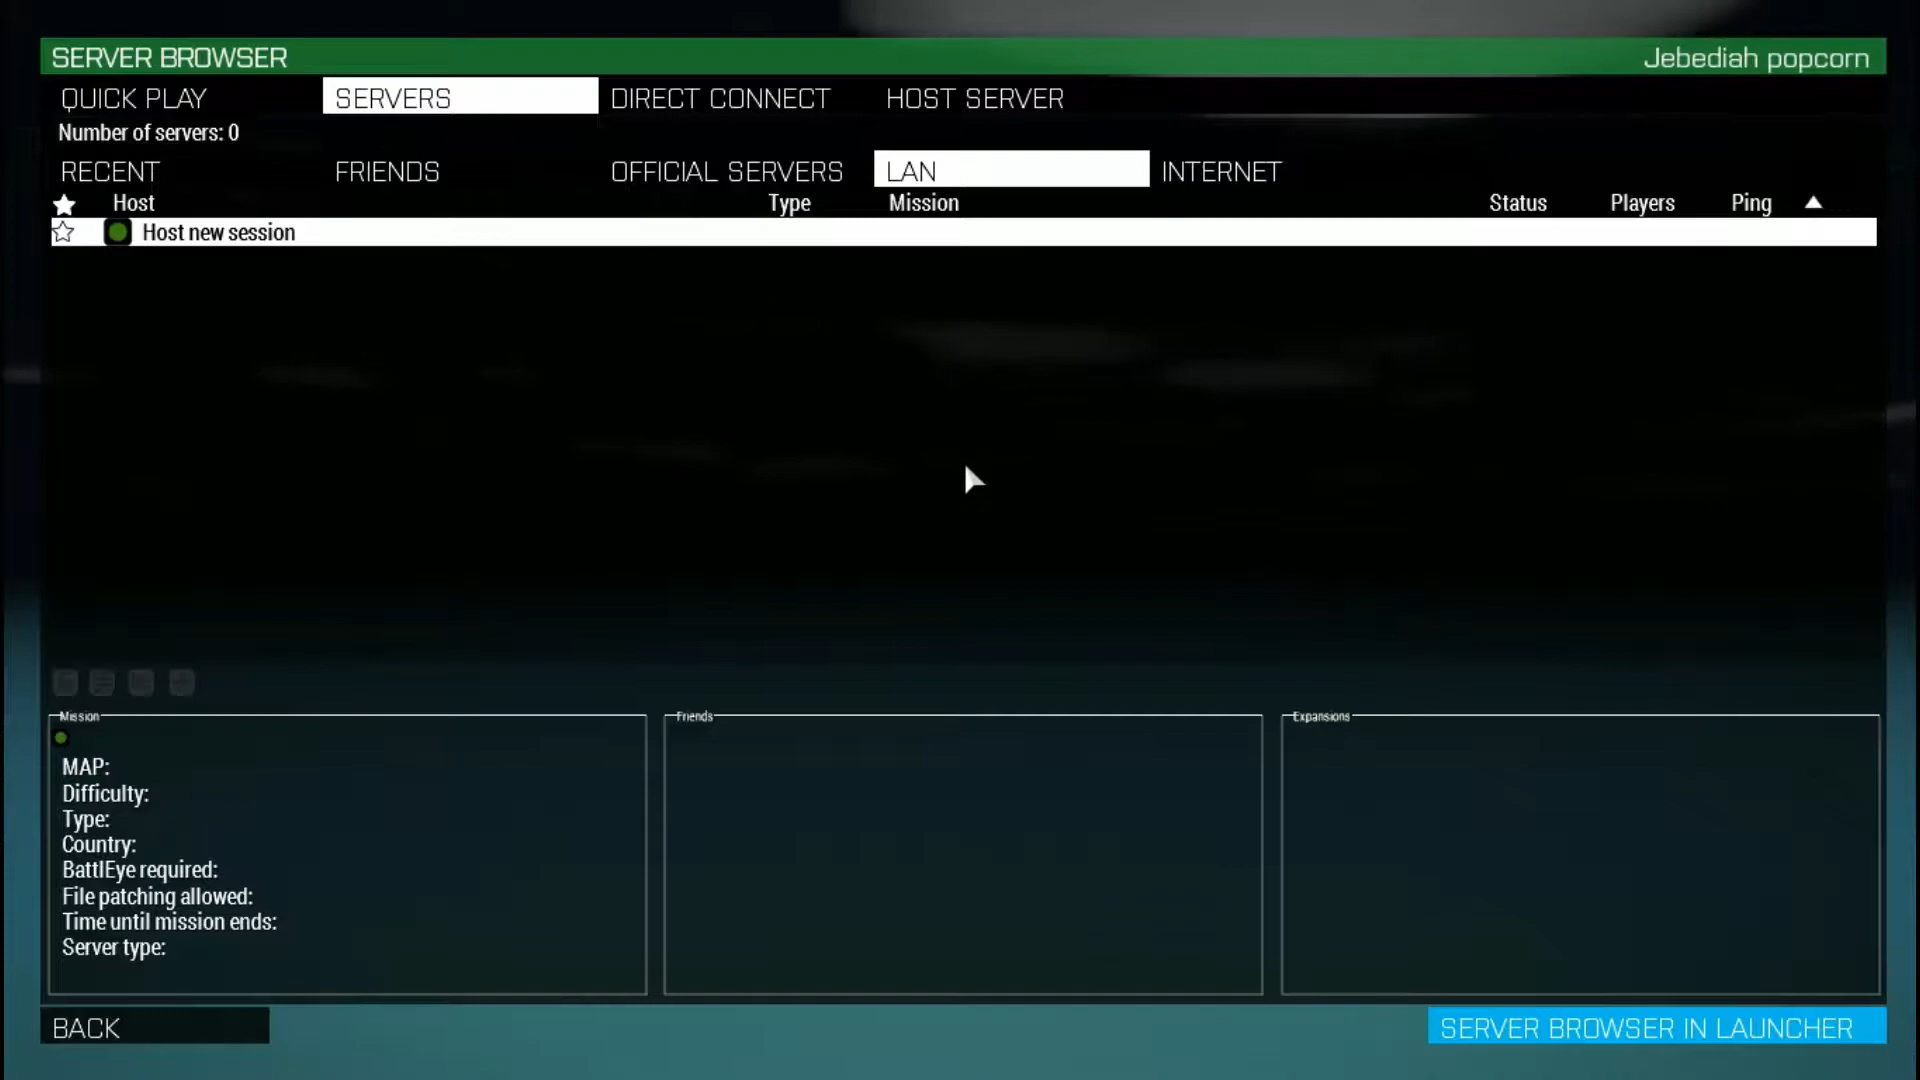 SERVER BROWSER Jebediah popcorn
QUICK PLAY SERVERS DIRECT CONNECT HOST SERVER
Number of servers: 0
RECENT FRIENDS OFFICIAL SERVERS LAN INTERNET
Host Type Mission Status Players Ping
Host new session
Mission Friends Expansions
MAP:
Difficulty:
Type:
Country:
BattlEye required:
File patching allowed:
Time until mission ends:
Server type:
BACK SERVER BROWSER IN LAUNCHER